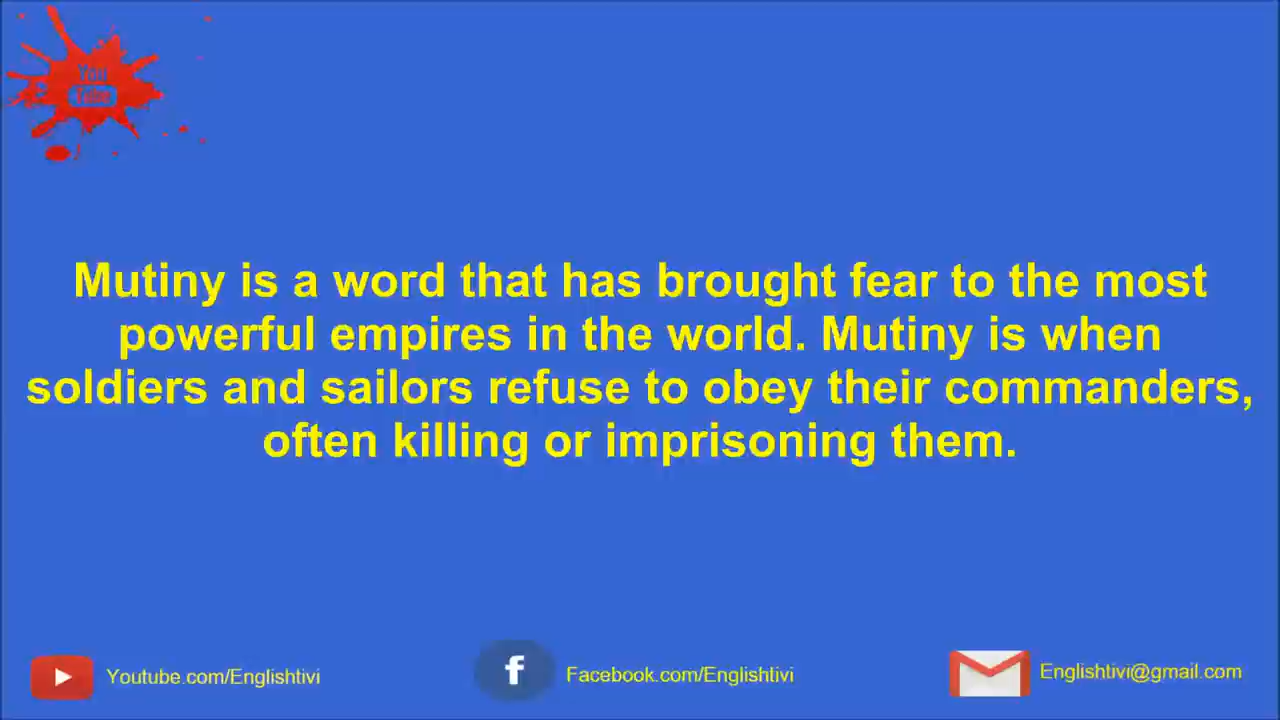 You
Tube
Mutiny is a word that has brought fear to the most
powerful empires in the world. Mutiny is when
soldiers and sailors refuse to obey their commanders,
often killing or imprisoning them.
Youtube.com/Englishtivi
f
Facebook.com/Englishtivi
Englishtivi@gmail.com